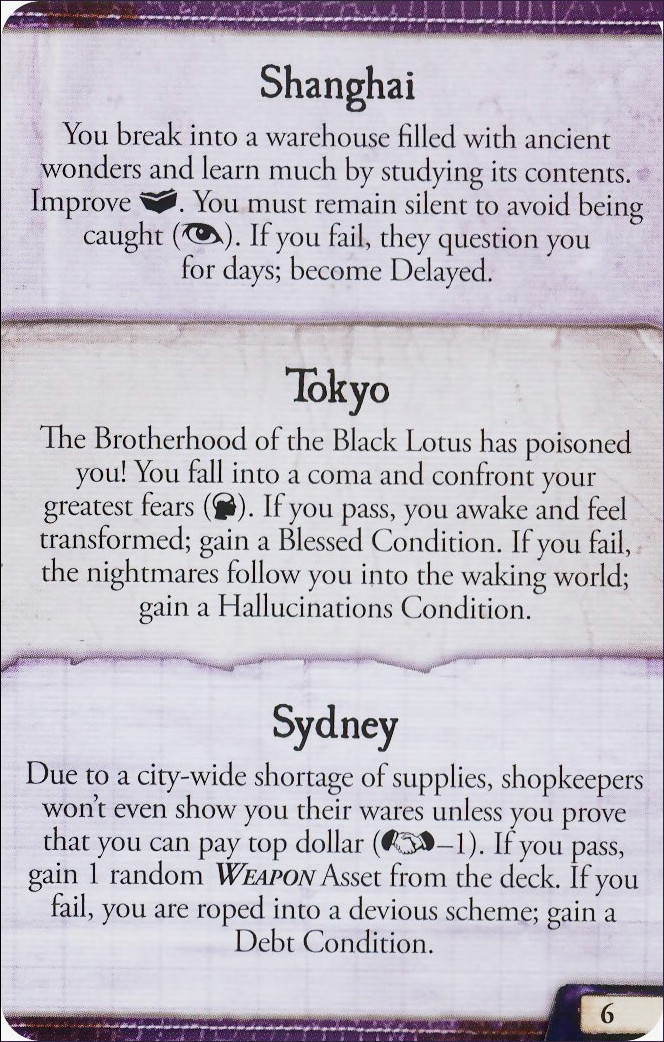 Shanghai
You break into a warehouse filled with ancient
wonders and learn much by studying its contents.
Improve . You must remain silent to avoid being
caught (). If you fail, they question you
for days; become Delayed.
Tokyo
The Brotherhood of the Black Lotus has poisoned
you! You fall into a coma and confront your
greatest fears (). If you pass, you awake and feel
transformed; gain a Blessed Condition. If you fail,
the nightmares follow you into the waking world;
gain a Hallucinations Condition.
Sydney
Due to a city-wide shortage of supplies, shopkeepers
won't even show you their wares unless you prove
that you can pay top dollar (–1). If you pass,
gain 1 random WEAPON Asset from the deck. If you
fail, you are roped into a devious scheme; gain a
Debt Condition.
6